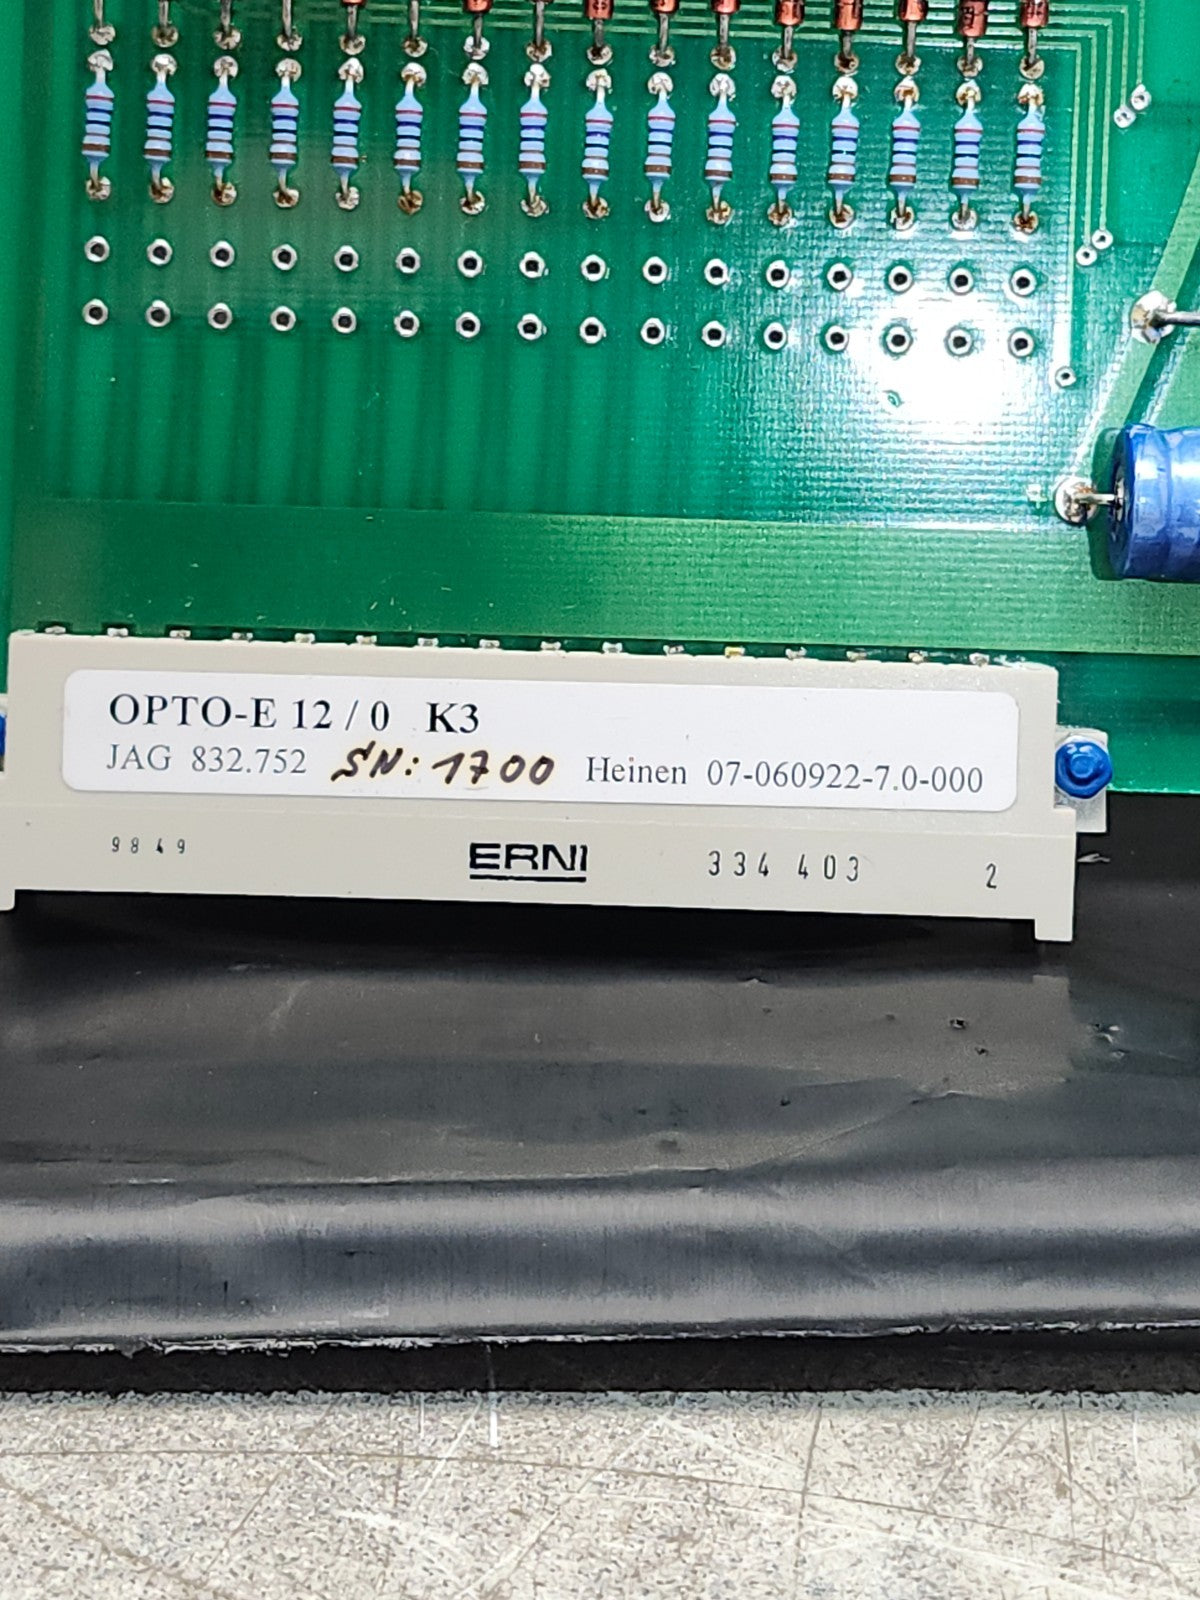 OPTO-E 12 / 0 K3
JAG 832.752 SN: 1700 Heinen 07-060922-7.0-000
9849 ERNI 334 403 2